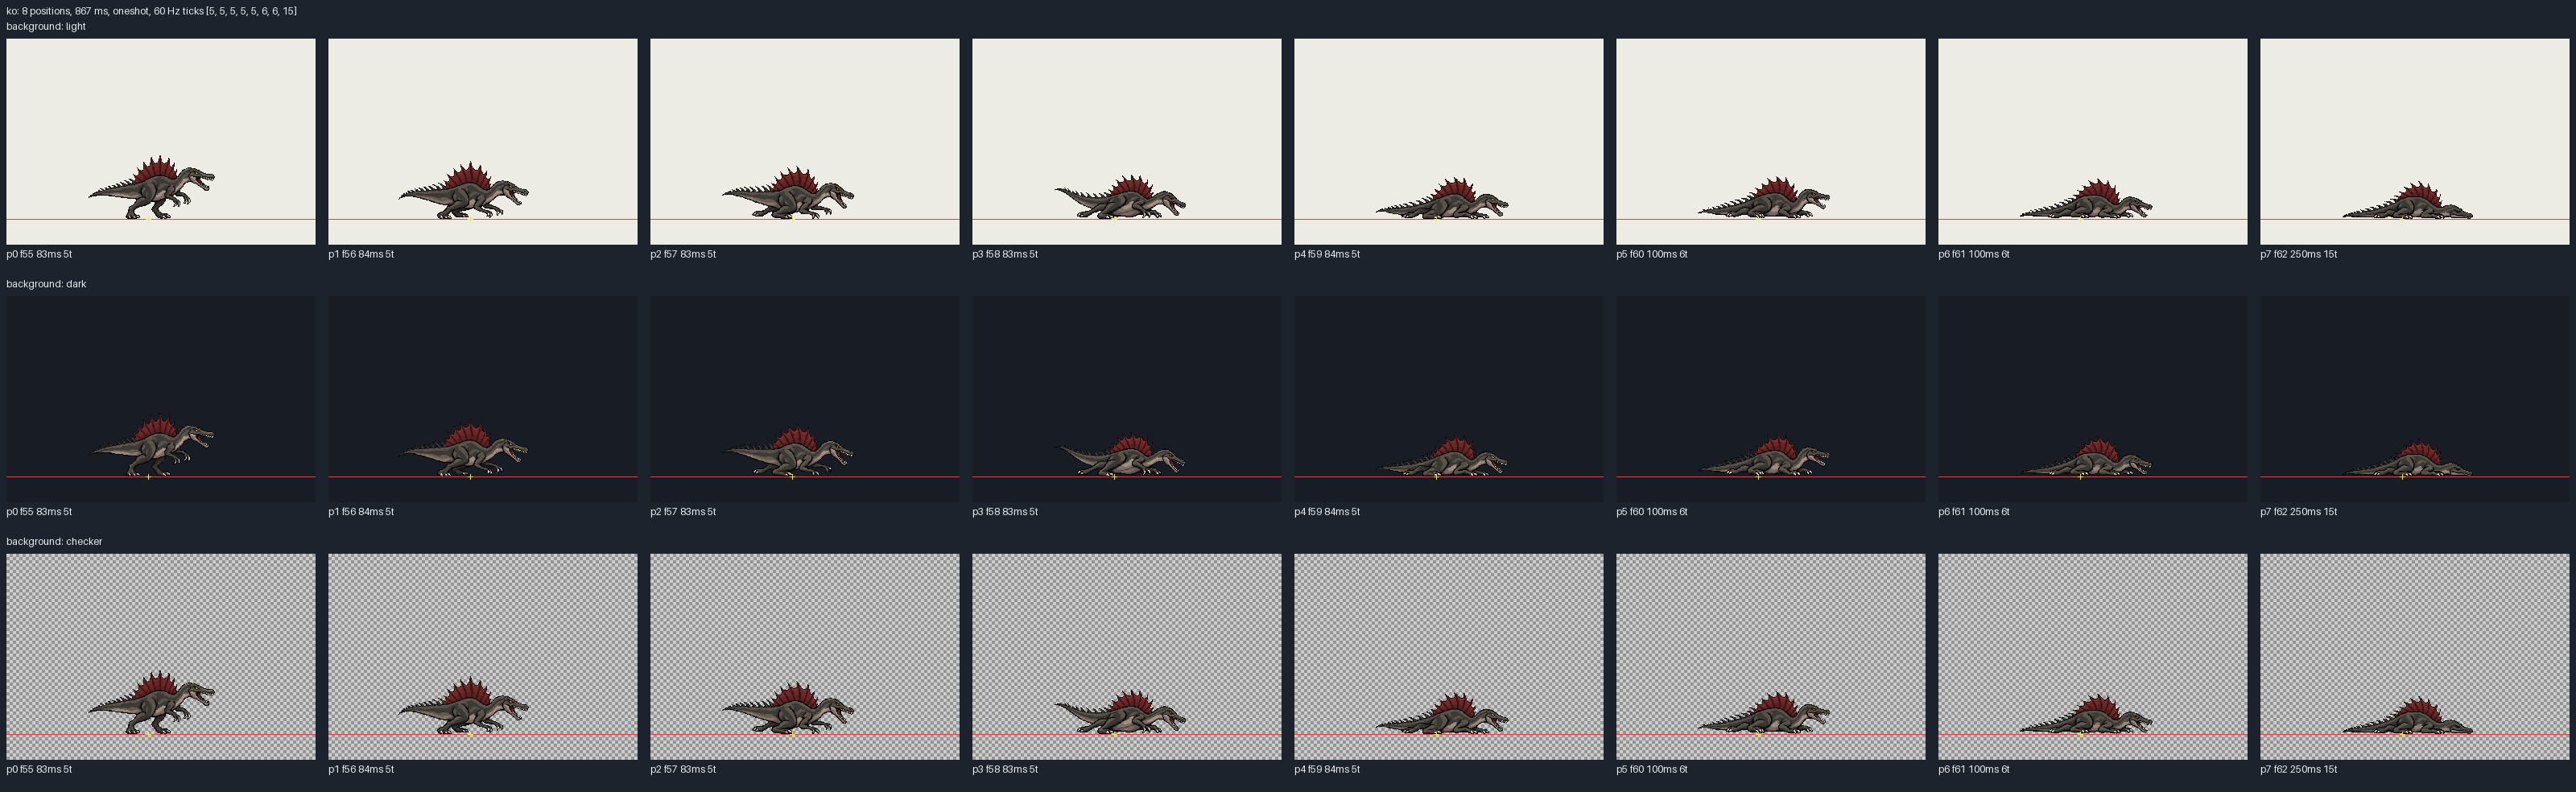 ko: 8 positions, 867 ms, oneshot, 60 Hz ticks [5, 5, 5, 5, 5, 6, 6, 15]
background: light
p0 f55 83ms 5t
p1 f56 84ms 5t
p2 f57 83ms 5t
p3 f58 83ms 5t
p4 f59 84ms 5t
p5 f60 100ms 6t
p6 f61 100ms 6t
p7 f62 250ms 15t
background: dark
p0 f55 83ms 5t
p1 f56 84ms 5t
p2 f57 83ms 5t
p3 f58 83ms 5t
p4 f59 84ms 5t
p5 f60 100ms 6t
p6 f61 100ms 6t
p7 f62 250ms 15t
background: checker
p0 f55 83ms 5t
p1 f56 84ms 5t
p2 f57 83ms 5t
p3 f58 83ms 5t
p4 f59 84ms 5t
p5 f60 100ms 6t
p6 f61 100ms 6t
p7 f62 250ms 15t